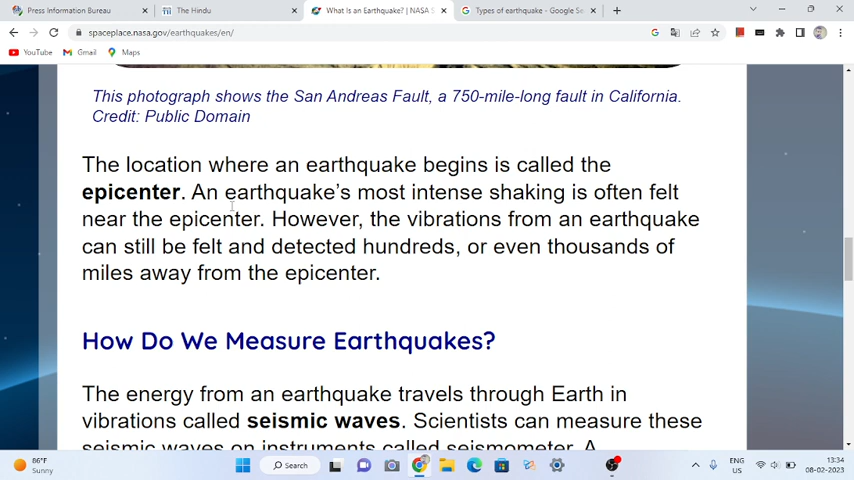 Press Information Bureau
The Hindu
What Is an Earthquake? | NASA S
Types of earthquake - Google Se
spaceplace.nasa.gov/earthquakes/en/
YouTube
Gmail
Maps
This photograph shows the San Andreas Fault, a 750-mile-long fault in California.
Credit: Public Domain
The location where an earthquake begins is called the
epicenter. An earthquake's most intense shaking is often felt
near the epicenter. However, the vibrations from an earthquake
can still be felt and detected hundreds, or even thousands of
miles away from the epicenter.
How Do We Measure Earthquakes?
The energy from an earthquake travels through Earth in
vibrations called seismic waves. Scientists can measure these
seismic waves on instruments called seismometer. A
86°F
Sunny
Search
ENG
US
13:34
08-02-2023